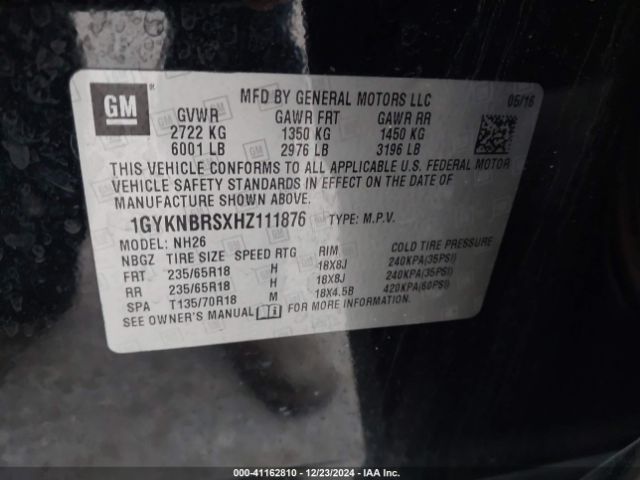 GM ®
MFD BY GENERAL MOTORS LLC 05/16
GVWR GAWR FRT GAWR RR
2722 KG 1350 KG 1450 KG
6001 LB 2976 LB 3196 LB
THIS VEHICLE CONFORMS TO ALL APPLICABLE U.S. FEDERAL MOTOR
VEHICLE SAFETY STANDARDS IN EFFECT ON THE DATE OF
MANUFACTURE SHOWN ABOVE.
1GYKNBRSXHZ111876 TYPE: M.P.V.
MODEL: NH26
NBGZ TIRE SIZE SPEED RTG RIM COLD TIRE PRESSURE
FRT 235/65R18 H 18X8J 240KPA(35PSI)
RR 235/65R18 H 18X8J 240KPA(35PSI)
SPA T135/70R18 M 18X4.5B 420KPA(60PSI)
SEE OWNER'S MANUAL FOR MORE INFORMATION.
000-41162810 - 12/23/2024 - IAA Inc.